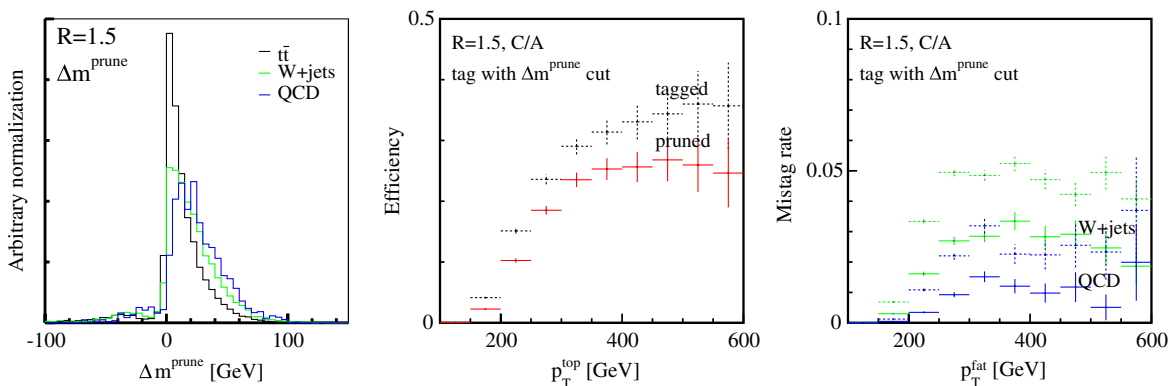 R=1.5
Δm^prune
tt̄
W+jets
QCD
Arbitrary normalization
-100
0
100
Δm^prune [GeV]
0.5
R=1.5, C/A
tag with Δm^prune cut
tagged
pruned
Efficiency
0
200
400
600
p_T^top [GeV]
0.1
R=1.5, C/A
tag with Δm^prune cut
0.05
W+jets
QCD
Mistag rate
0
200
400
600
p_T^fat [GeV]